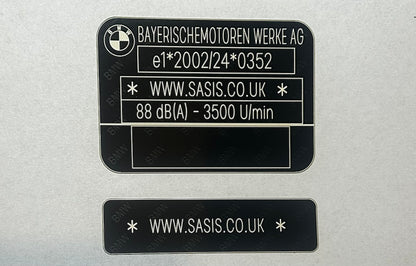 BMW
BAYERISCHEMOTOREN WERKE AG
e1*2002/24*0352
* WWW.SASIS.CO.UK *
88 dB(A) - 3500 U/min
* WWW.SASIS.CO.UK *